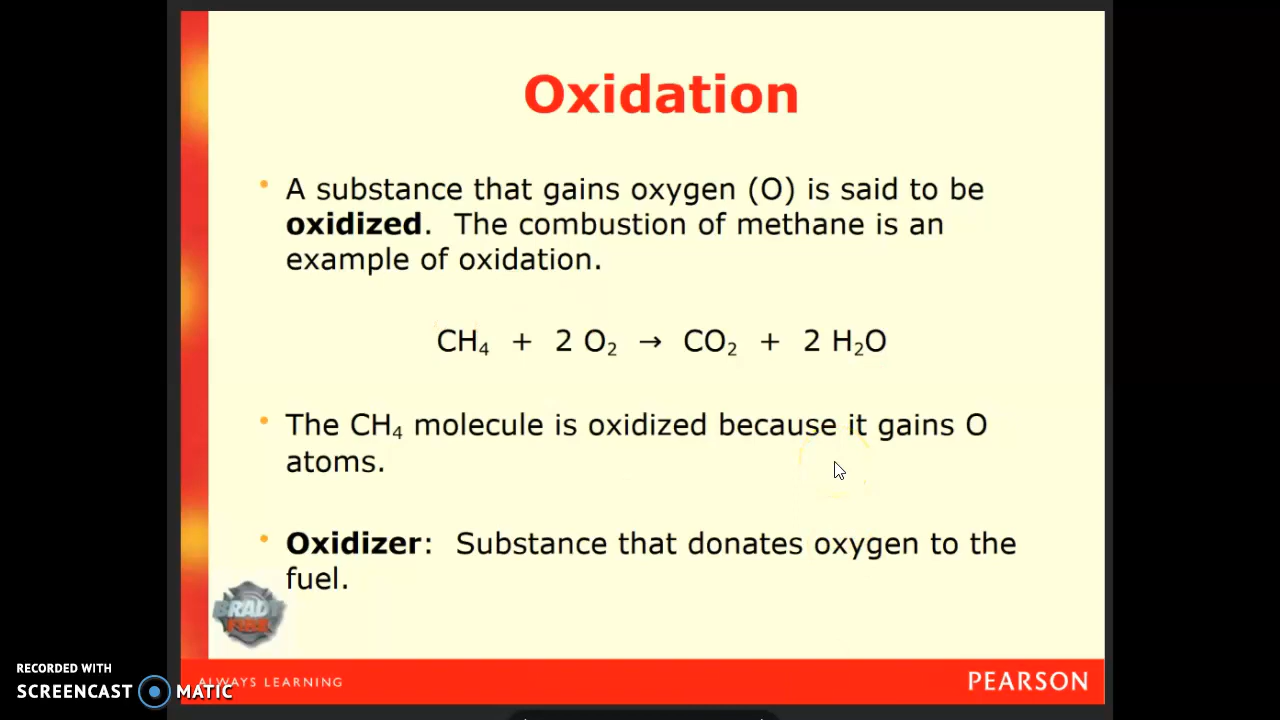 Oxidation
• A substance that gains oxygen (O) is said to be
oxidized. The combustion of methane is an
example of oxidation.
CH₄ + 2 O₂ → CO₂ + 2 H₂O
• The CH₄ molecule is oxidized because it gains O
atoms.
• Oxidizer: Substance that donates oxygen to the
fuel.
BRADY
FIRE
ALWAYS LEARNING
PEARSON
RECORDED WITH
SCREENCAST MATIC